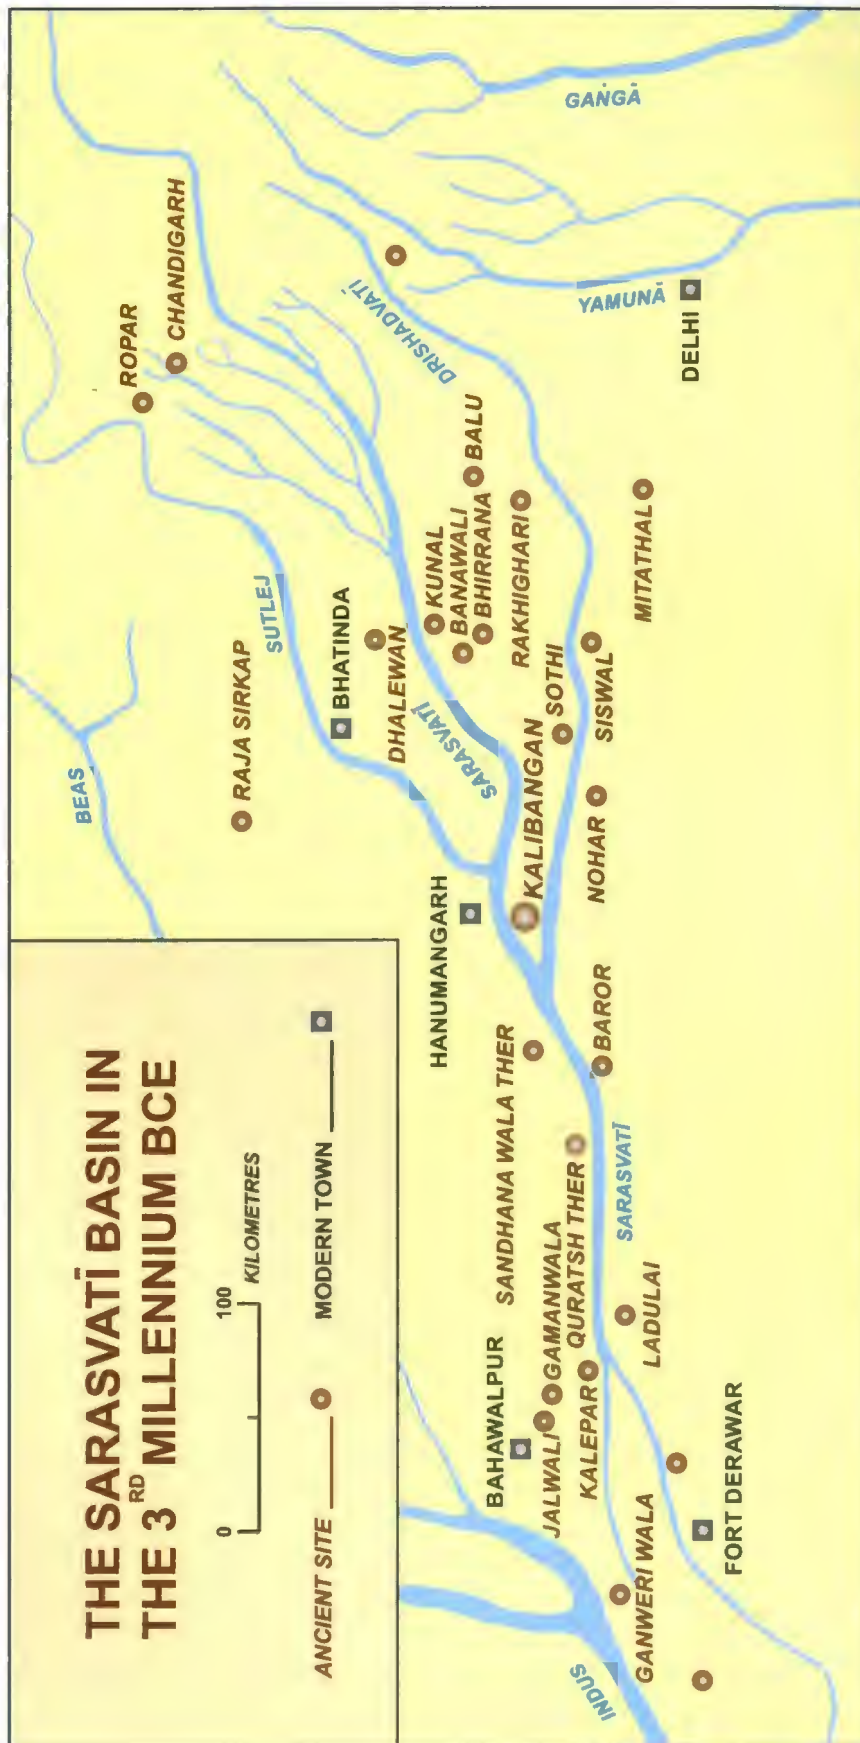 THE SARASVATĪ BASIN IN
THE 3RD MILLENNIUM BCE
0 100
KILOMETRES
ANCIENT SITE
MODERN TOWN
BEAS
RAJA SIRKAP
SUTLEJ
ROPAR
CHANDIGARH
BHATINDA
DHALEWAN
SARASVATĪ
KUNAL
BANAWALI
BHIRRANA
BALU
RAKHIGHARI
DRISHADVATĪ
GAṄGĀ
YAMUNĀ
DELHI
MITATHAL
SISWAL
SOTHI
NOHAR
KALIBANGAN
HANUMANGARH
SANDHANA WALA THER
BAROR
SARASVATĪ
QURATSH THER
GAMANWALA
JALWALI
KALEPAR
BAHAWALPUR
LADULAI
FORT DERAWAR
GANWERI WALA
INDUS